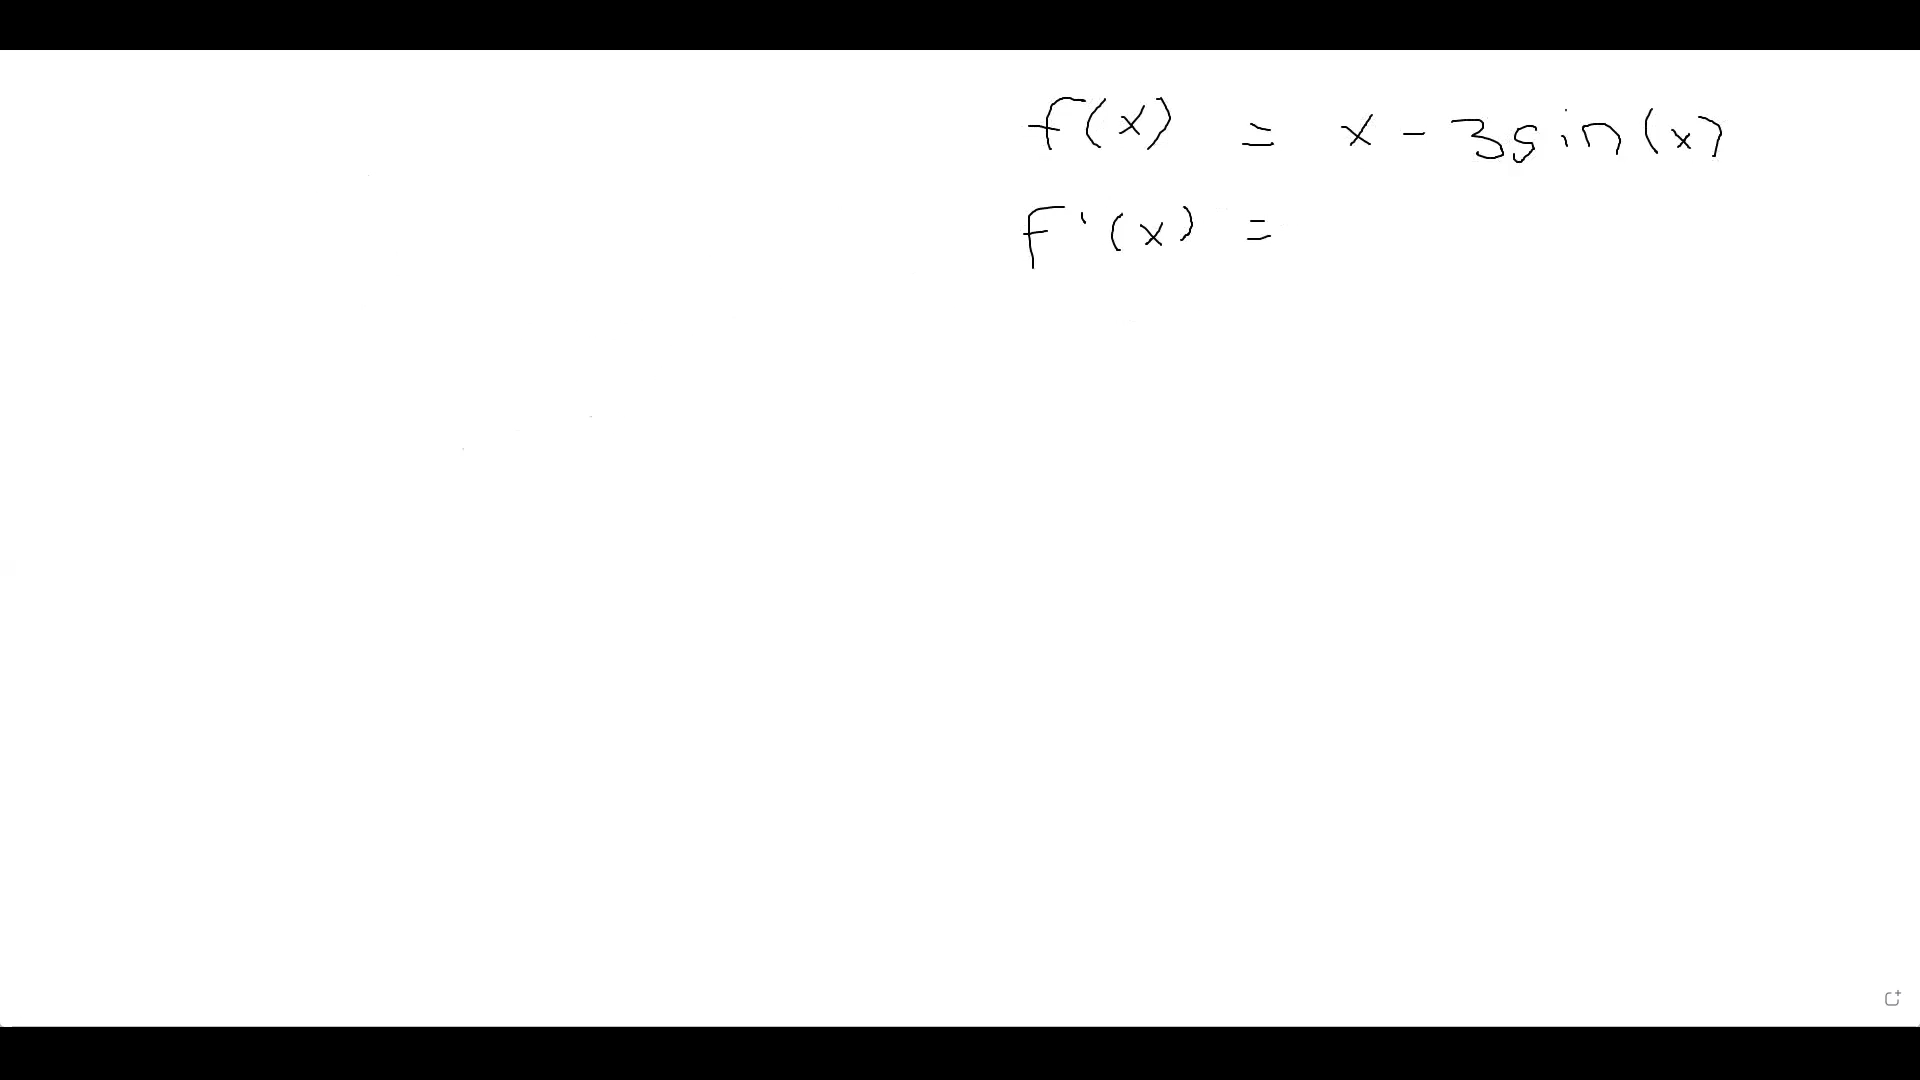 f(x) = x - 3sin(x)
f'(x) =